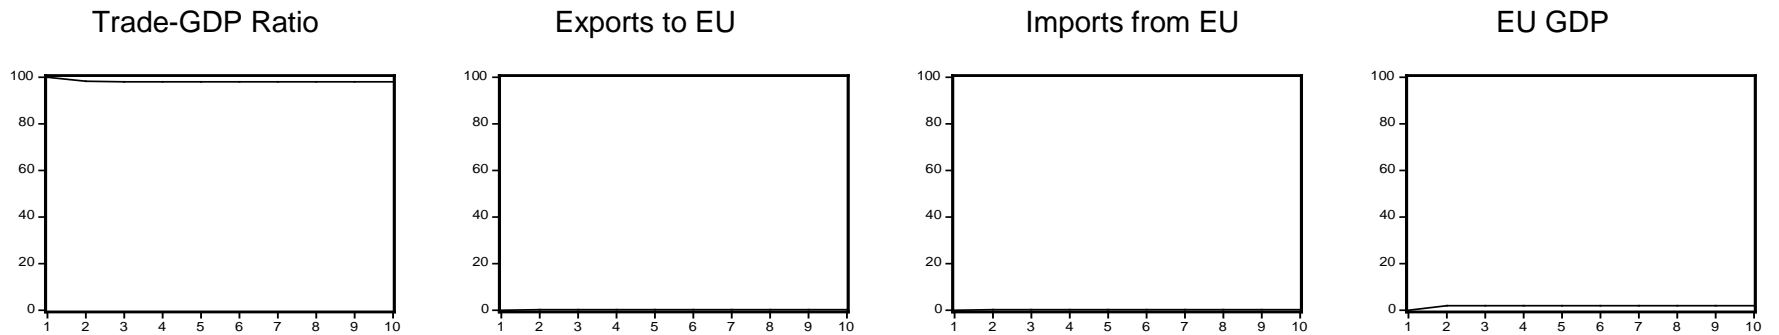 Trade-GDP Ratio Exports to EU Imports from EU EU GDP
100 100 100 100
80 80 80 80
60 60 60 60
40 40 40 40
20 20 20 20
0 0 0 0
1 2 3 4 5 6 7 8 9 10 1 2 3 4 5 6 7 8 9 10 1 2 3 4 5 6 7 8 9 10 1 2 3 4 5 6 7 8 9 10